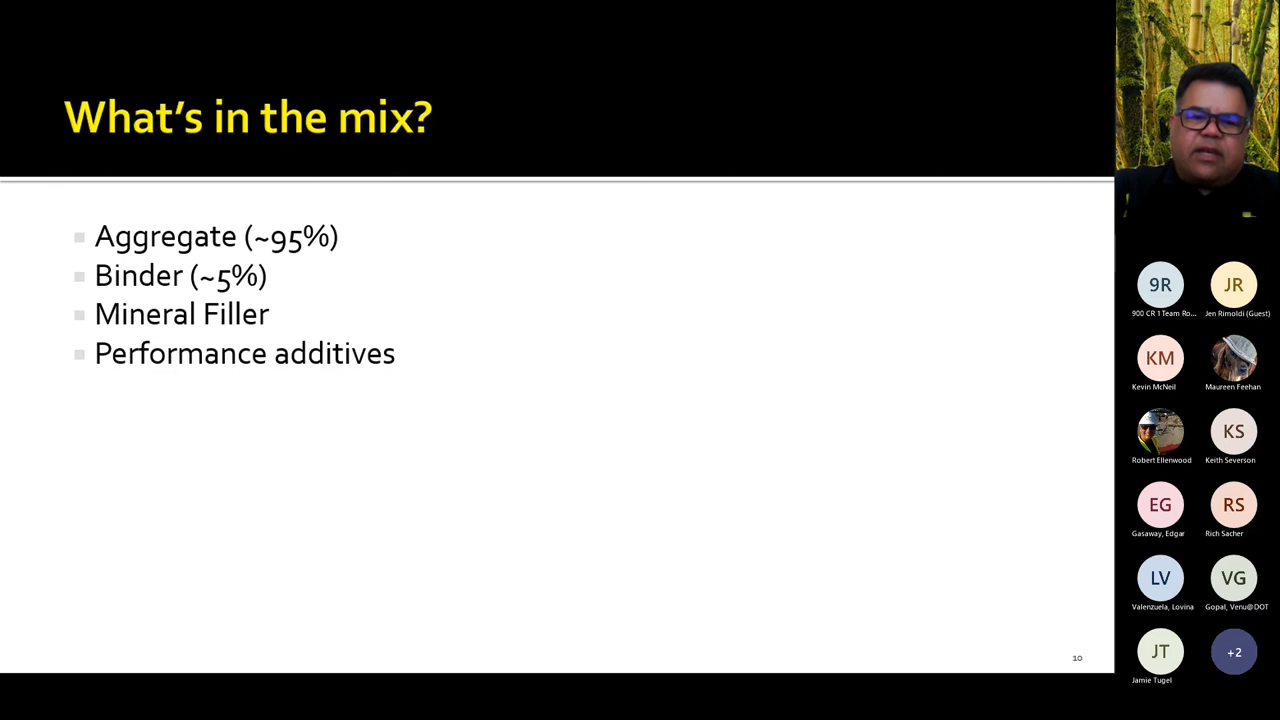 What's in the mix?
Aggregate (~95%)
Binder (~5%)
Mineral Filler
Performance additives
10
9R
JR
900 CR 1 Team Ro...
Jen Rimoldi (Guest)
KM
Kevin McNeil
Maureen Feehan
KS
Robert Ellenwood
Keith Severson
EG
RS
Gasaway, Edgar
Rich Sacher
LV
VG
Valenzuela, Lovina
Gopal, Venu@DOT
JT
+2
Jamie Tugel